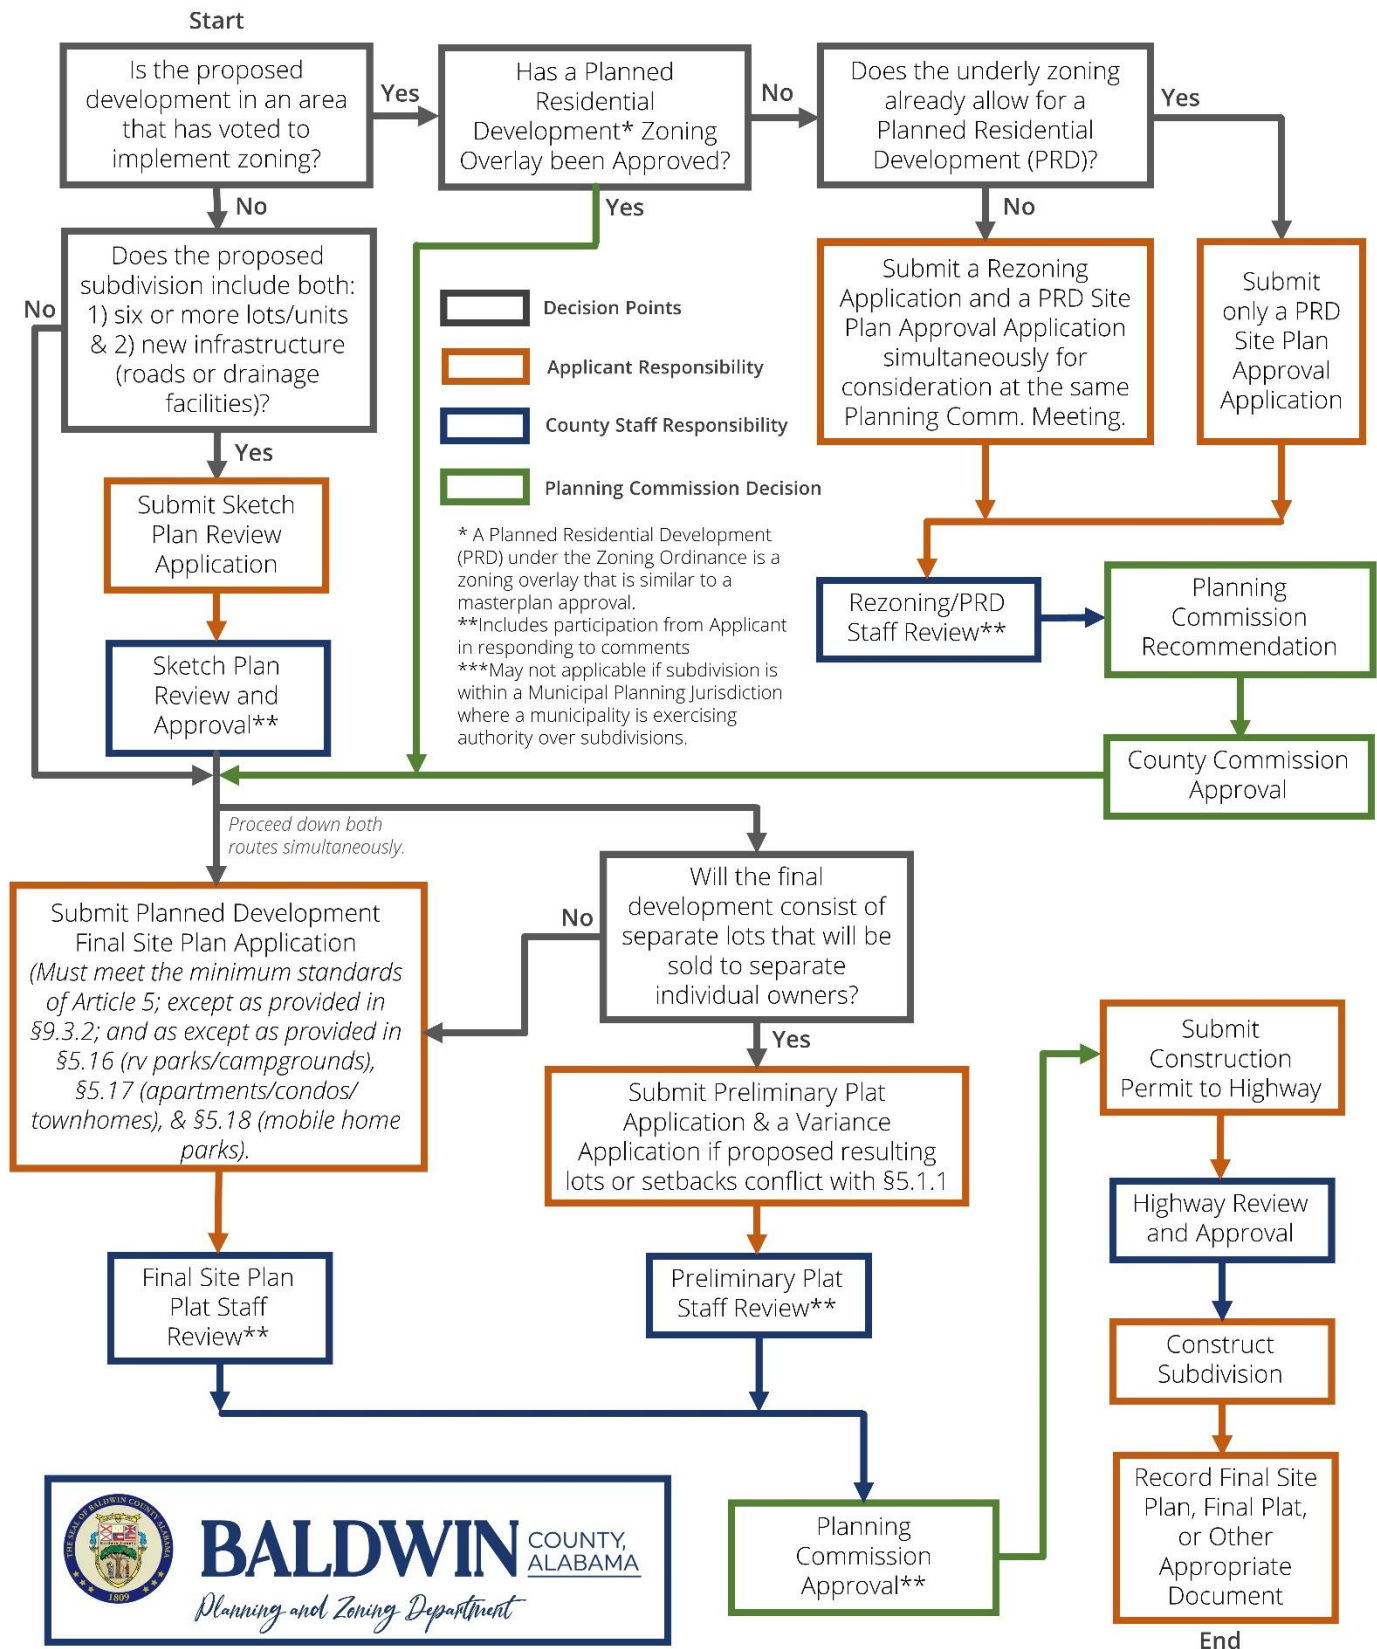 Start
Is the proposed
development in an area
that has voted to
implement zoning?
Yes
Has a Planned
Residential
Development* Zoning
Overlay been Approved?
No
Does the underly zoning
already allow for a
Planned Residential
Development (PRD)?
Yes
No
Yes
No
Does the proposed
subdivision include both:
1) six or more lots/units
& 2) new infrastructure
(roads or drainage
facilities)?
No
Yes
Submit a Rezoning
Application and a PRD Site
Plan Approval Application
simultaneously for
consideration at the same
Planning Comm. Meeting.
Submit
only a PRD
Site Plan
Approval
Application
Decision Points
Applicant Responsibility
County Staff Responsibility
Planning Commission Decision
* A Planned Residential Development
(PRD) under the Zoning Ordinance is a
zoning overlay that is similar to a
masterplan approval.
**Includes participation from Applicant
in responding to comments
***May not applicable if subdivision is
within a Municipal Planning Jurisdiction
where a municipality is exercising
authority over subdivisions.
Submit Sketch
Plan Review
Application
Sketch Plan
Review and
Approval**
Rezoning/PRD
Staff Review**
Planning
Commission
Recommendation
County Commission
Approval
Proceed down both
routes simultaneously.
Submit Planned Development
Final Site Plan Application
(Must meet the minimum standards
of Article 5; except as provided in
§9.3.2; and as except as provided in
§5.16 (rv parks/campgrounds),
§5.17 (apartments/condos/
townhomes), & §5.18 (mobile home
parks).
No
Will the final
development consist of
separate lots that will be
sold to separate
individual owners?
Yes
Submit Preliminary Plat
Application & a Variance
Application if proposed resulting
lots or setbacks conflict with §5.1.1
Final Site Plan
Plat Staff
Review**
Preliminary Plat
Staff Review**
Planning
Commission
Approval**
Submit
Construction
Permit to Highway
Highway Review
and Approval
Construct
Subdivision
Record Final Site
Plan, Final Plat,
or Other
Appropriate
Document
End
THE SEAL OF BALDWIN COUNTY ALABAMA
1809
BALDWIN
COUNTY,
ALABAMA
Planning and Zoning Department